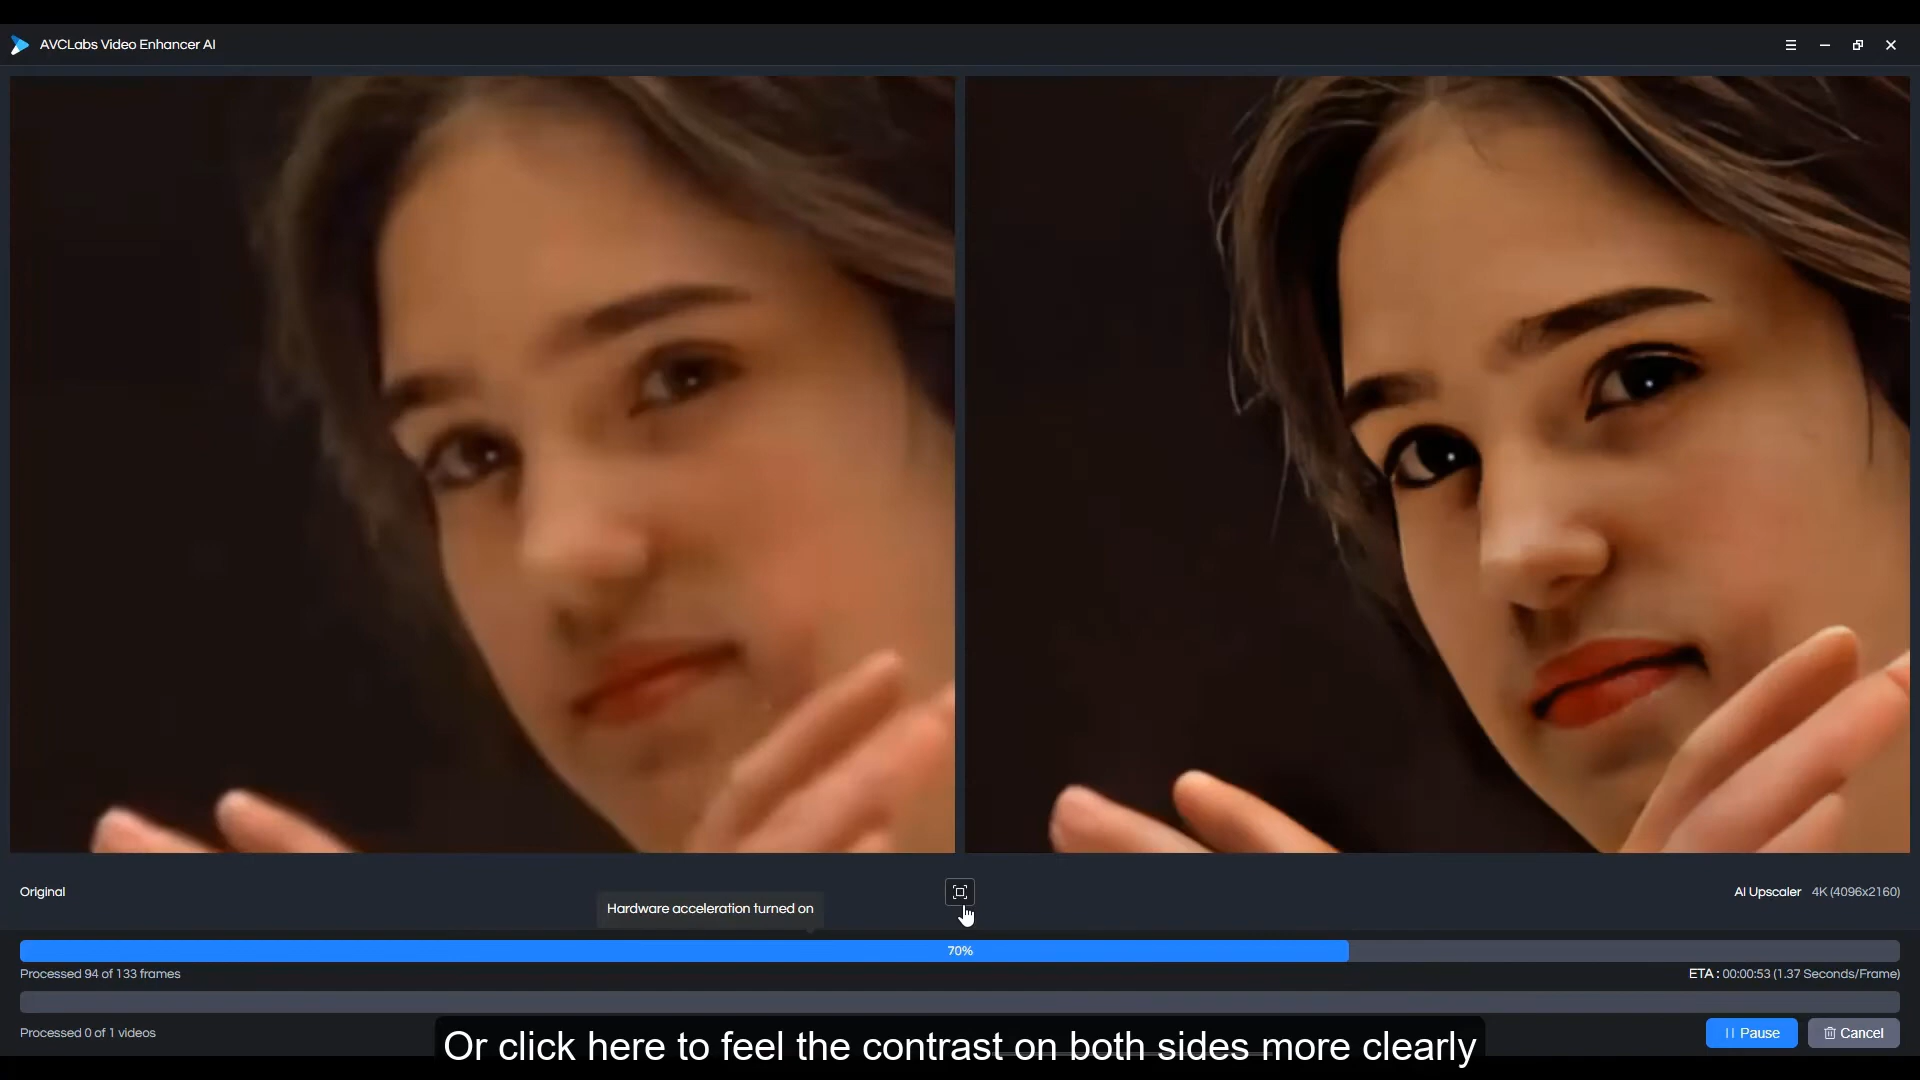 AVCLabs Video Enhancer AI
Original
AI Upscaler 4K (4096x2160)
Hardware acceleration turned on
70%
Processed 94 of 133 frames
ETA : 00:00:53 (1.37 Seconds/Frame)
Processed 0 of 1 videos
Pause
Cancel
Or click here to feel the contrast on both sides more clearly